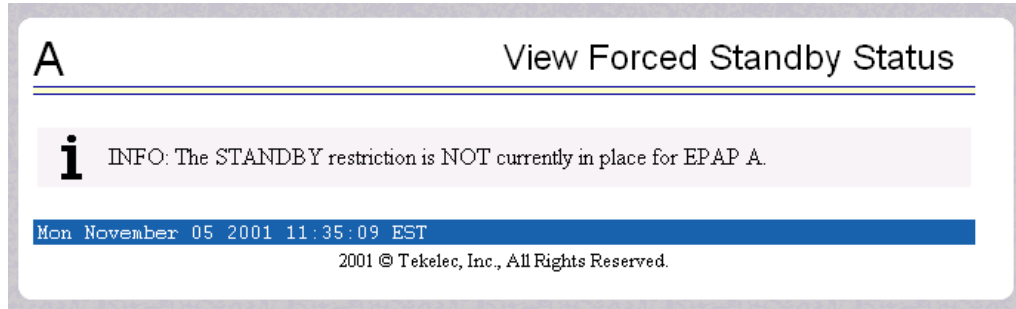 A
View Forced Standby Status
i
INFO: The STANDBY restriction is NOT currently in place for EPAP A.
Mon November 05 2001 11:35:09 EST
2001 © Tekelec, Inc., All Rights Reserved.